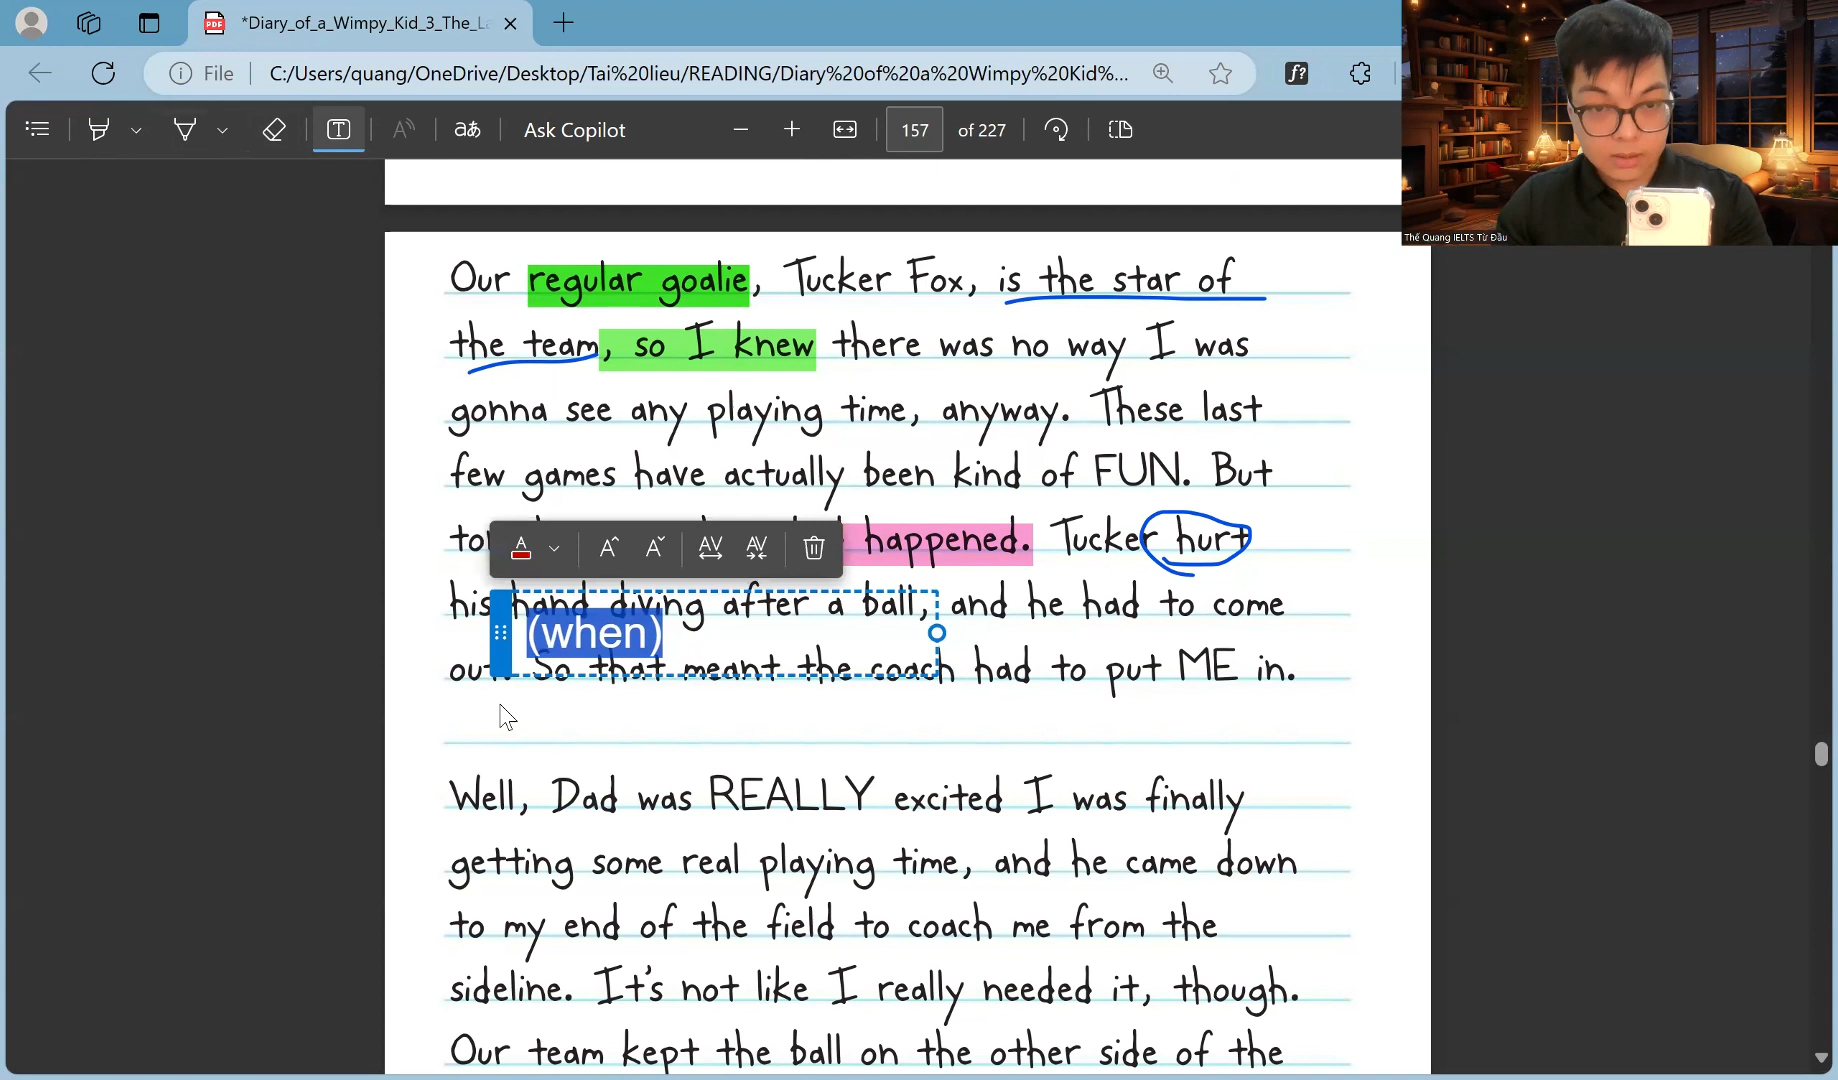 *Diary_of_a_Wimpy_Kid_3_The_La
File
C:/Users/quang/OneDrive/Desktop/Tai%20lieu/READING/Diary%20of%20a%20Wimpy%20Kid%...
f?
aあ
Ask Copilot
157 of 227
Thế Quang IELTS Từ Đầu
Our regular goalie, Tucker Fox, is the star of
the team, so I knew there was no way I was
gonna see any playing time, anyway. These last
few games have actually been kind of FUN. But
happened. Tucker hurt
his hand diving after a ball, and he had to come
(when)
out. So that meant the coach had to put ME in.
Well, Dad was REALLY excited I was finally
getting some real playing time, and he came down
to my end of the field to coach me from the
sideline. It's not like I really needed it, though.
Our team kept the ball on the other side of the